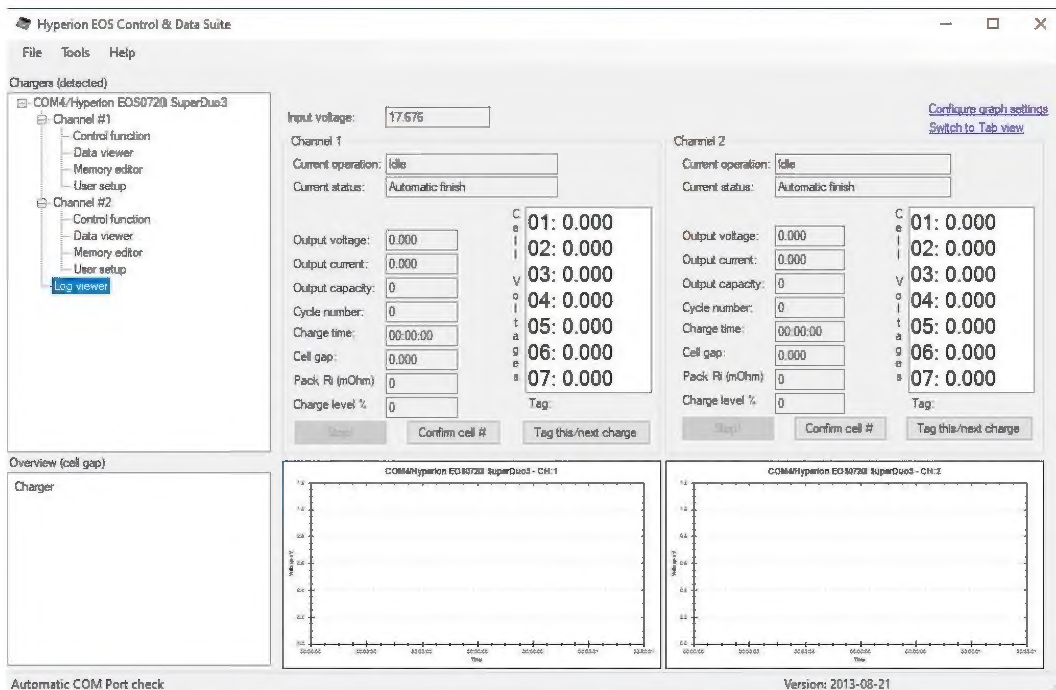 Hyperion EOS Control & Data Suite
File Tools Help
Chargers (detected)
COM4/Hyperion EOS0720i SuperDuo3
Channel #1
Control function
Data viewer
Memory editor
User setup
Channel #2
Control function
Data viewer
Memory editor
User setup
Log viewer
Input voltage: 17.676
Configure graph settings
Switch to Tab view
Channel 1
Current operation: Idle
Current status: Automatic finish
Output voltage: 0.000
Output current: 0.000
Output capacity: 0
Cycle number: 0
Charge time: 00:00:00
Cell gap: 0.000
Pack Ri (mOhm) 0
Charge level % 0
Cell Voltages
01: 0.000
02: 0.000
03: 0.000
04: 0.000
05: 0.000
06: 0.000
07: 0.000
Tag:
Stop!
Confirm cell #
Tag this/next charge
Channel 2
Current operation: Idle
Current status: Automatic finish
Output voltage: 0.000
Output current: 0.000
Output capacity: 0
Cycle number: 0
Charge time: 00:00:00
Cell gap: 0.000
Pack Ri (mOhm) 0
Charge level % 0
Cell Voltages
01: 0.000
02: 0.000
03: 0.000
04: 0.000
05: 0.000
06: 0.000
07: 0.000
Tag:
Stop!
Confirm cell #
Tag this/next charge
Overview (cell gap)
Charger
COM4/Hyperion EOS0720i SuperDuo3 - CH:1
Time
COM4/Hyperion EOS0720i SuperDuo3 - CH:2
Time
Automatic COM Port check
Version: 2013-08-21